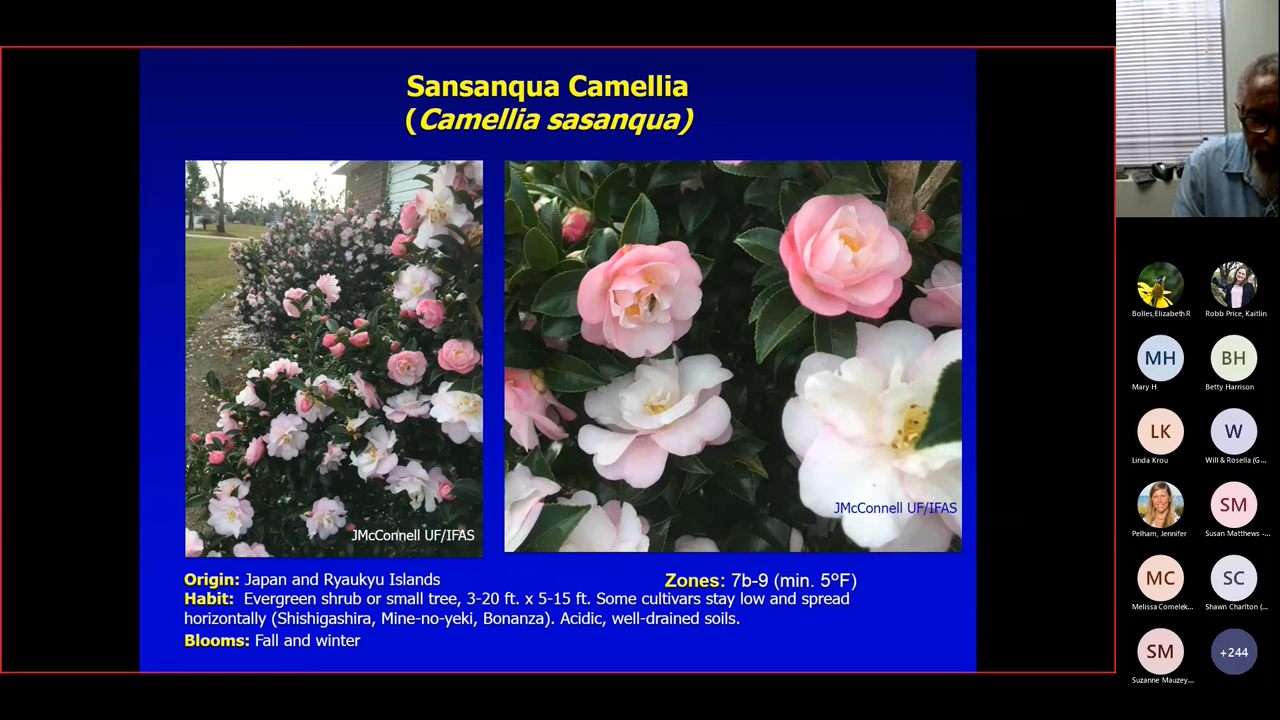 Sansanqua Camellia
(Camellia sasanqua)
JMcConnell UF/IFAS
JMcConnell UF/IFAS
Origin: Japan and Ryaukyu Islands
Zones: 7b-9 (min. 5°F)
Habit: Evergreen shrub or small tree, 3-20 ft. x 5-15 ft. Some cultivars stay low and spread
horizontally (Shishigashira, Mine-no-yeki, Bonanza). Acidic, well-drained soils.
Blooms: Fall and winter
Bolles,Elizabeth R
Robb Price, Kaitlin
MH
Mary H
BH
Betty Harrison
LK
Linda Krou
W
Will & Rosella (G...
Pelham, Jennifer
SM
Susan Matthews -...
MC
Melissa Comelek...
SC
Shawn Charlton (...
SM
Suzanne Mauzey...
+244